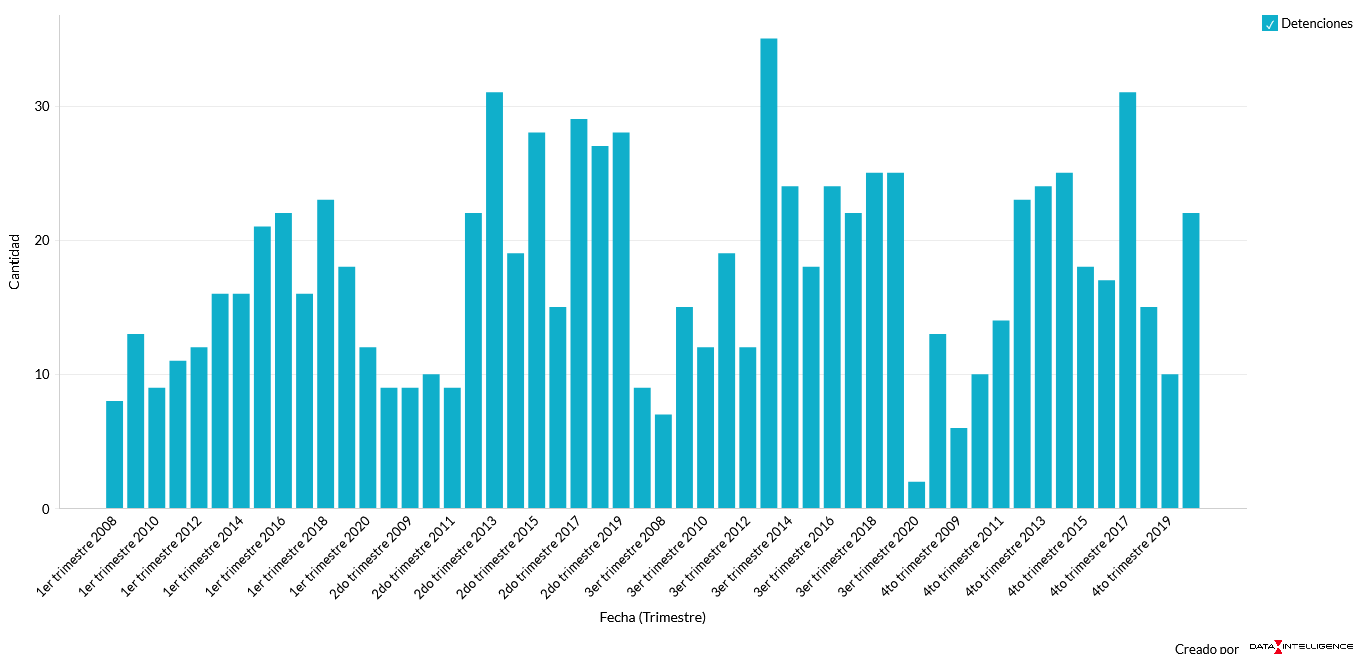 Detenciones
30
20
10
0
Cantidad
1er trimestre 2008
1er trimestre 2010
1er trimestre 2012
1er trimestre 2014
1er trimestre 2016
1er trimestre 2018
1er trimestre 2020
2do trimestre 2009
2do trimestre 2011
2do trimestre 2013
2do trimestre 2015
2do trimestre 2017
2do trimestre 2019
3er trimestre 2008
3er trimestre 2010
3er trimestre 2012
3er trimestre 2014
3er trimestre 2016
3er trimestre 2018
3er trimestre 2020
4to trimestre 2009
4to trimestre 2011
4to trimestre 2013
4to trimestre 2015
4to trimestre 2017
4to trimestre 2019
Fecha (Trimestre)
Creado por DATA INTELLIGENCE